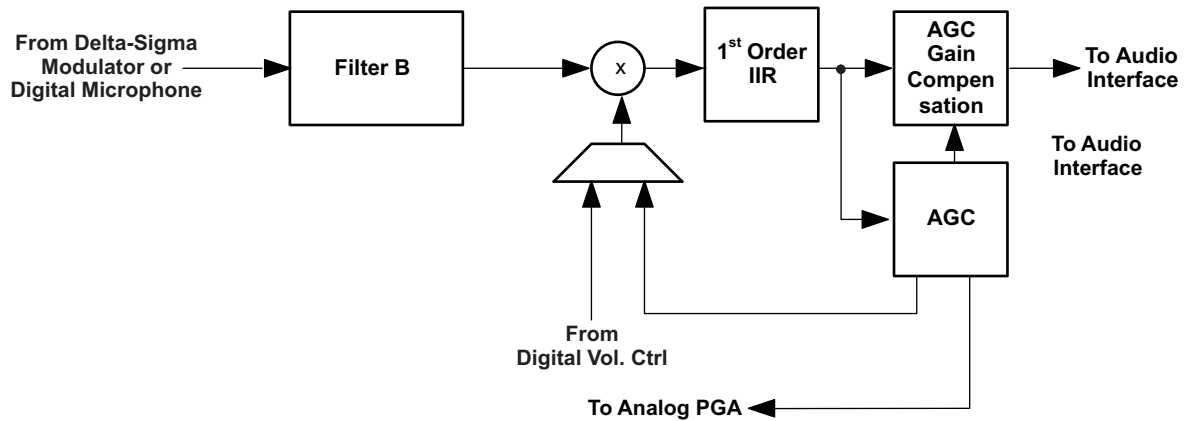 From Delta-Sigma
Modulator or
Digital Microphone
Filter B
x
1st Order
IIR
AGC
Gain
Compen
sation
To Audio
Interface
To Audio
Interface
AGC
From
Digital Vol. Ctrl
To Analog PGA